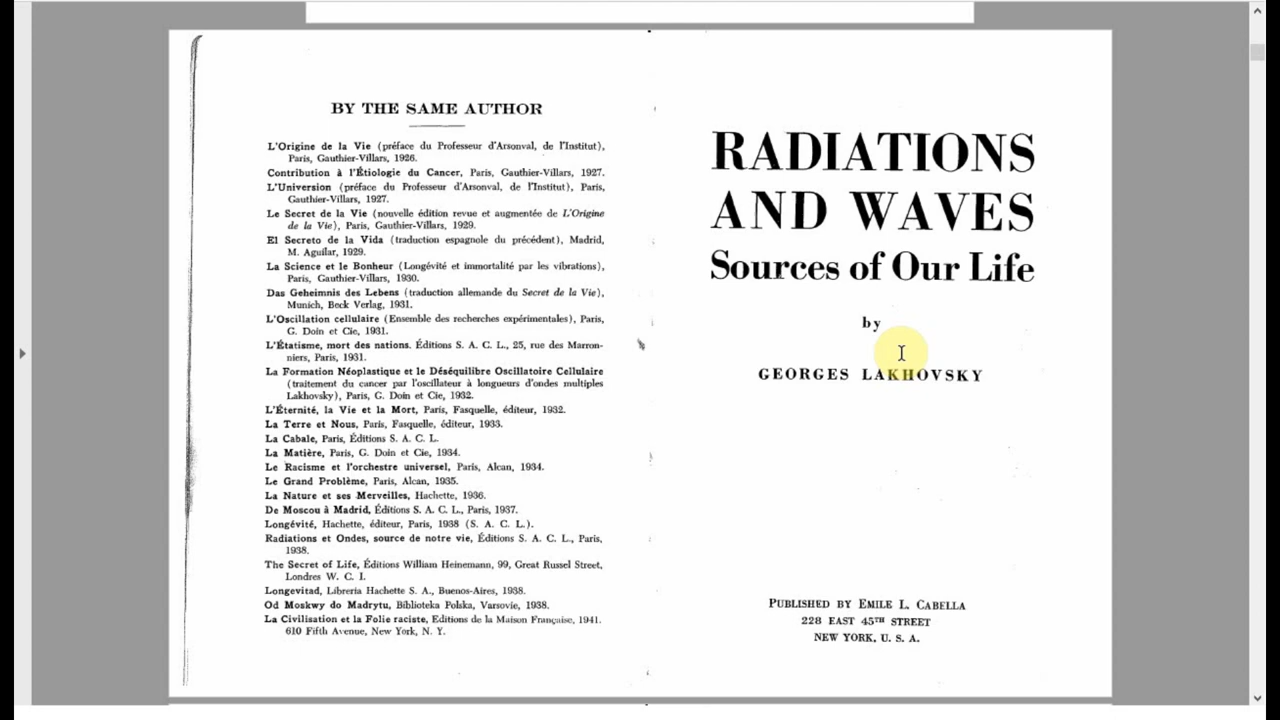 BY THE SAME AUTHOR
L'Origine de la Vie (préface du Professeur d'Arsonval, de l'Institut),
Paris, Gauthier-Villars, 1926.
Contribution à l'Étiologie du Cancer, Paris, Gauthier-Villars, 1927.
L'Universion (préface du Professeur d'Arsonval, de l'Institut), Paris,
Gauthier-Villars, 1927.
Le Secret de la Vie (nouvelle édition revue et augmentée de L'Origine
de la Vie), Paris, Gauthier-Villars, 1929.
El Secreto de la Vida (traduction espagnole du précédent), Madrid,
M. Aguilar, 1929.
La Science et le Bonheur (Longévité et immortalité par les vibrations),
Paris, Gauthier-Villars, 1930.
Das Geheimnis des Lebens (traduction allemande du Secret de la Vie),
Munich, Beck Verlag, 1931.
L'Oscillation cellulaire (Ensemble des recherches expérimentales), Paris,
G. Doin et Cie, 1931.
L'Étatisme, mort des nations. Éditions S. A. C. L., 25, rue des Marron-
niers, Paris, 1931.
La Formation Néoplastique et le Déséquilibre Oscillatoire Cellulaire
(traitement du cancer par l'oscillateur à longueurs d'ondes multiples
Lakhovsky), Paris, G. Doin et Cie, 1932.
L'Éternité, la Vie et la Mort, Paris, Fasquelle, éditeur, 1932.
La Terre et Nous, Paris, Fasquelle, éditeur, 1933.
La Cabale, Paris, Éditions S. A. C. L.
La Matière, Paris, G. Doin et Cie, 1934.
Le Racisme et l'orchestre universel, Paris, Alcan, 1934.
Le Grand Problème, Paris, Alcan, 1935.
La Nature et ses Merveilles, Hachette, 1936.
De Moscou à Madrid, Éditions S. A. C. L., Paris, 1937.
Longévité, Hachette, éditeur, Paris, 1938 (S. A. C. L.).
Radiations et Ondes, source de notre vie, Éditions S. A. C. L., Paris,
1938.
The Secret of Life, Éditions William Heinemann, 99, Great Russel Street,
Londres W. C. I.
Longevitad, Libreria Hachette S. A., Buenos-Aires, 1938.
Od Moskwy do Madrytu, Biblioteka Polska, Varsovie, 1938.
La Civilisation et la Folie raciste, Editions de la Maison Française, 1941.
610 Fifth Avenue, New York, N. Y.
RADIATIONS
AND WAVES
Sources of Our Life
by
GEORGES LAKHOVSKY
PUBLISHED BY EMILE L. CABELLA
228 EAST 45TH STREET
NEW YORK, U. S. A.